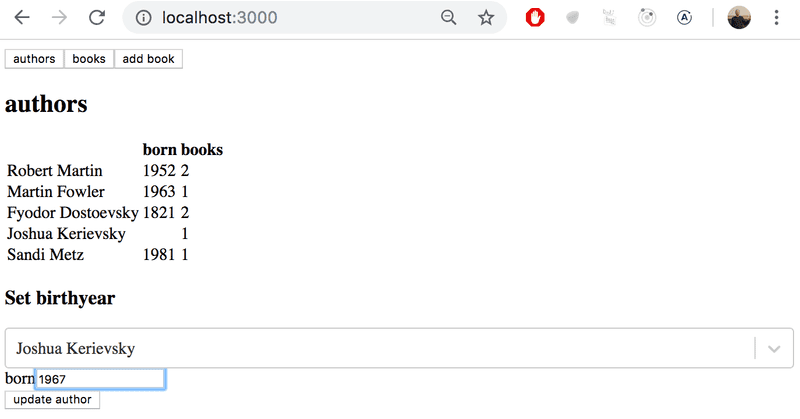 localhost:3000
authors books add book
authors
born books
Robert Martin 1952 2
Martin Fowler 1963 1
Fyodor Dostoevsky 1821 2
Joshua Kerievsky 1
Sandi Metz 1981 1
Set birthyear
Joshua Kerievsky
born 1967
update author